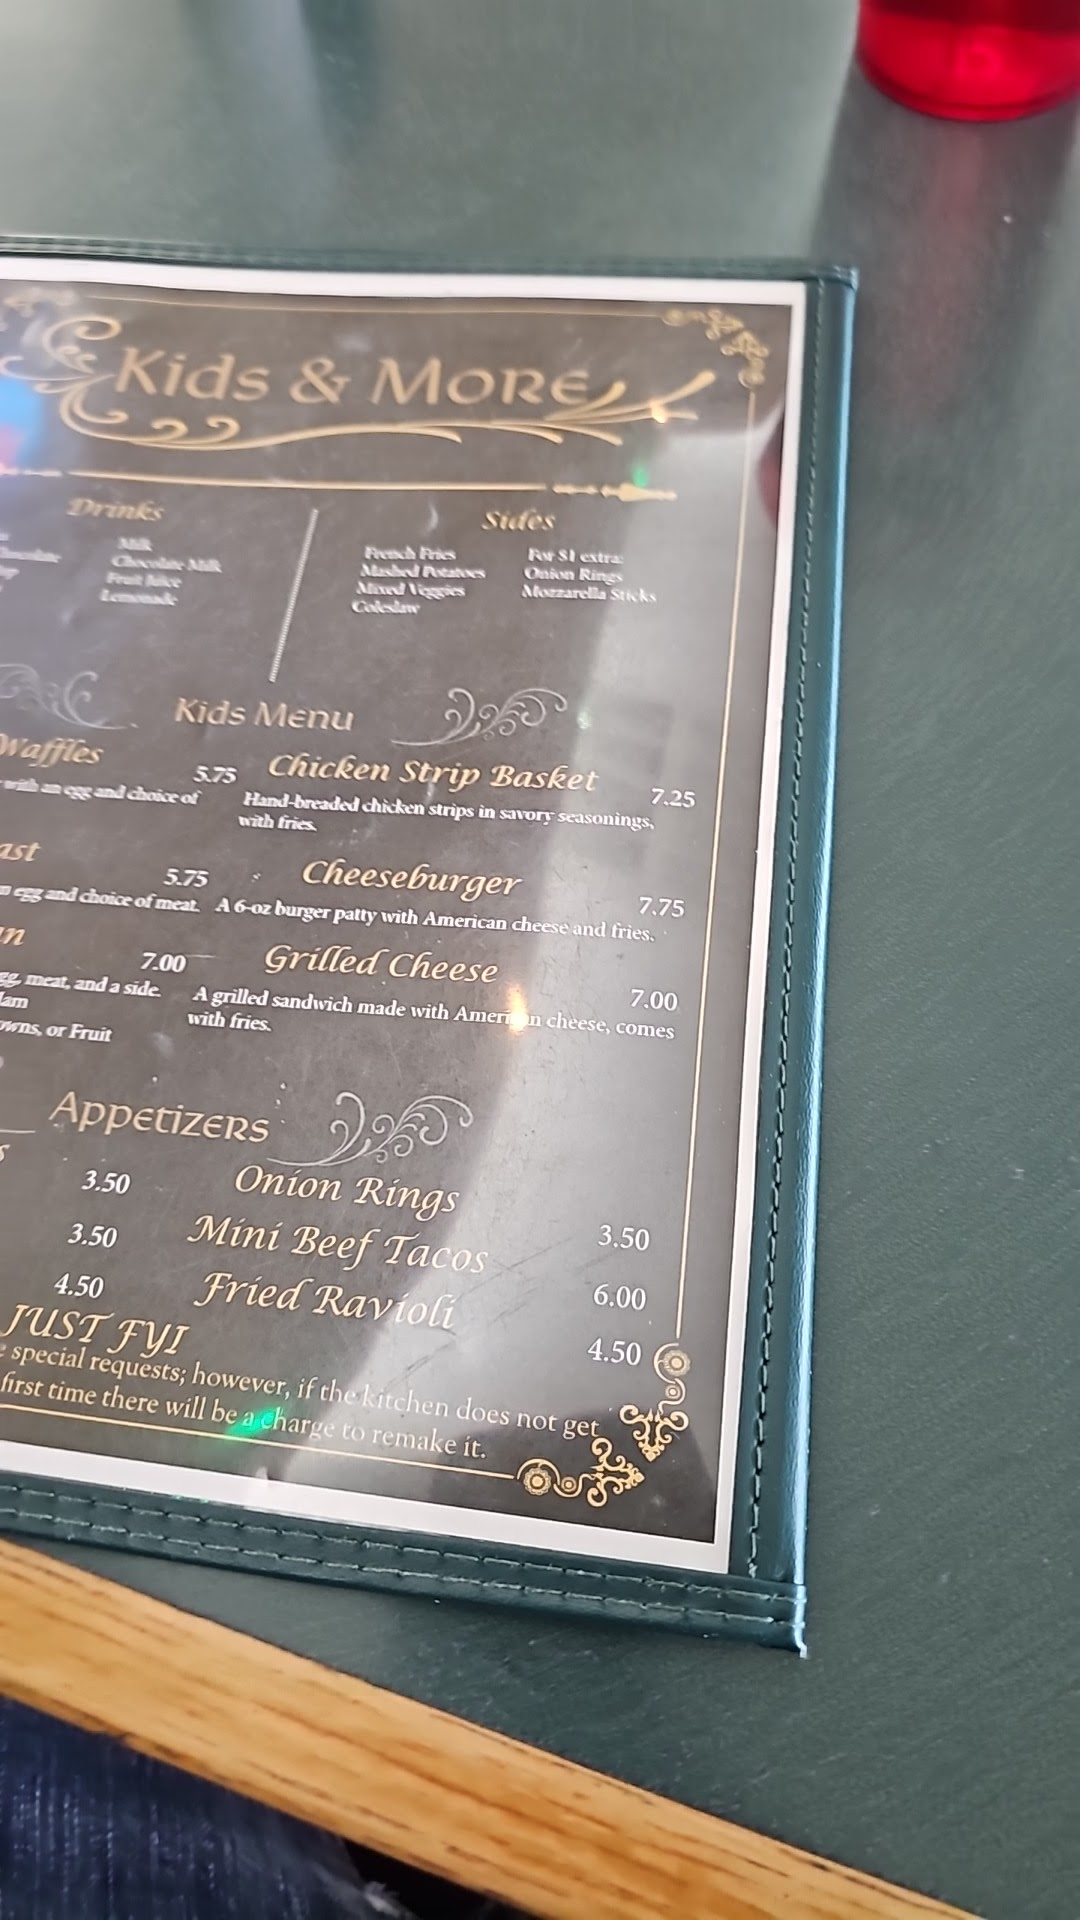 Kids & More
Drinks
Milk
Chocolate Milk
Fruit Juice
Lemonade
Sides
French Fries
Mashed Potatoes
Mixed Veggies
Coleslaw
For $1 extra:
Onion Rings
Mozzarella Sticks
Kids Menu
Waffles
5.75
with an egg and choice of
5.75
egg and choice of meat.
7.00
meat, and a side.
or Fruit
Chicken Strip Basket
7.25
Hand-breaded chicken strips in savory seasonings,
with fries.
Cheeseburger
7.75
A 6-oz burger patty with American cheese and fries.
Grilled Cheese
7.00
A grilled sandwich made with American cheese, comes
with fries.
Appetizers
3.50
3.50
4.50
Onion Rings
3.50
Mini Beef Tacos
6.00
Fried Ravioli
4.50
JUST FYI
special requests; however, if the kitchen does not get
first time there will be a charge to remake it.